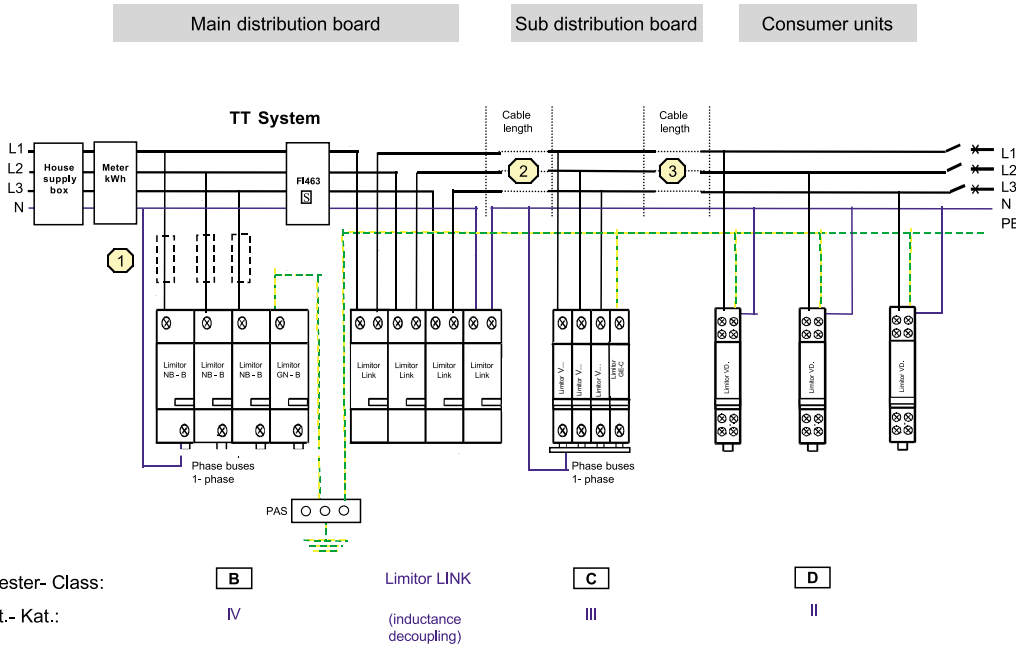 Main distribution board
Sub distribution board
Consumer units
TT System
Cable
length
Cable
length
L1
L2
L3
N
House
supply
box
Meter
kWh
FI463
S
2
3
L1
L2
L3
N
PE
1
Limitor
NB - B
Limitor
NB - B
Limitor
NB - B
Limitor
GN - B
Limitor
Link
Limitor
Link
Limitor
Link
Limitor
Link
Limitor V...
Limitor V...
Limitor V...
Limitor
GE-C
Limitor VD.
Limitor VD.
Limitor VD.
Phase buses
1- phase
Phase buses
1- phase
PAS
ester- Class:
B
Limitor LINK
C
D
t.- Kat.:
IV
(inductance
decoupling)
III
II